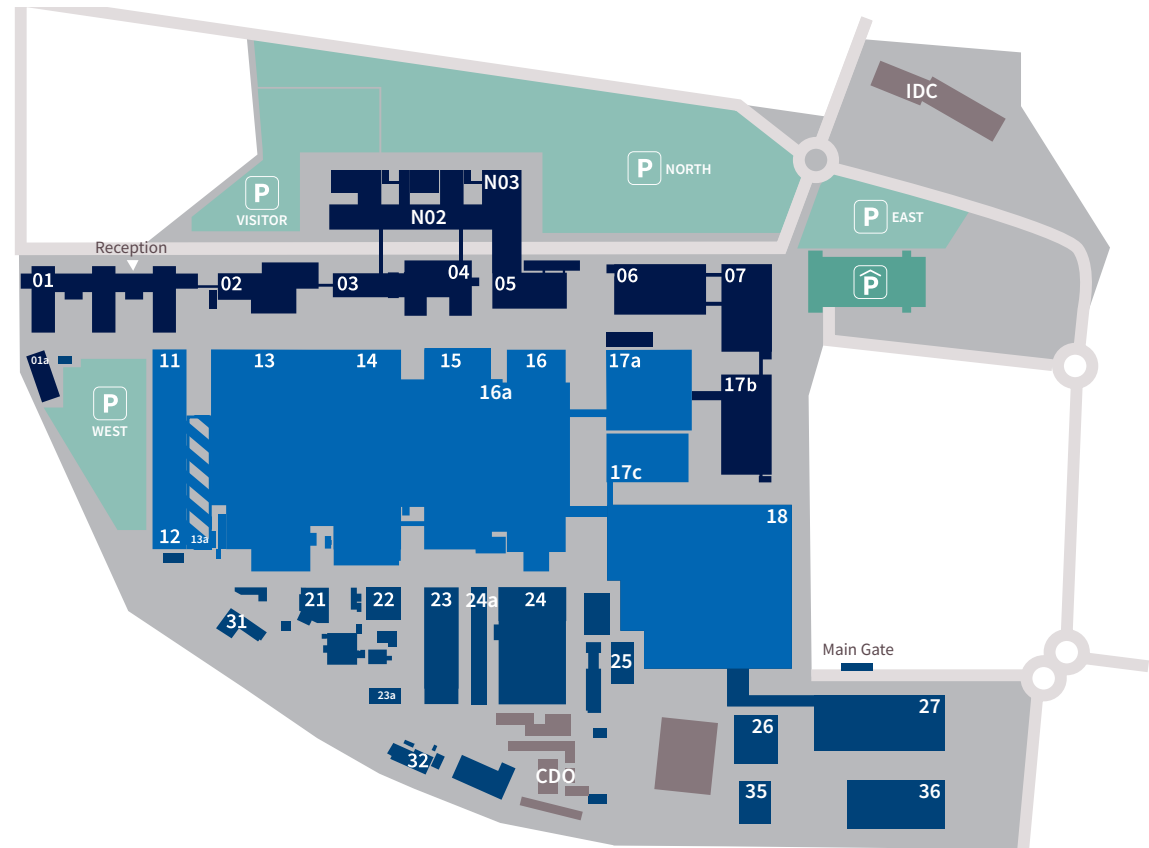 IDC
P NORTH
N03
P
VISITOR
N02
P EAST
Reception
01
02
03
04
05
06
07
P
01a
11
13
14
15
16
16a
17a
17b
P
WEST
17c
12
13a
18
21
22
23
24a
24
31
25
Main Gate
23a
27
26
32
CDO
35
36